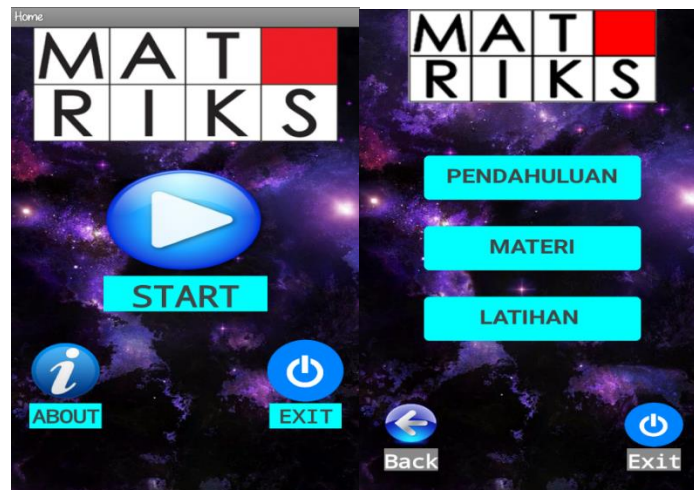 Home
MAT
RIKS
START
ABOUT
EXIT
MAT
RIKS
PENDAHULUAN
MATERI
LATIHAN
Back
Exit